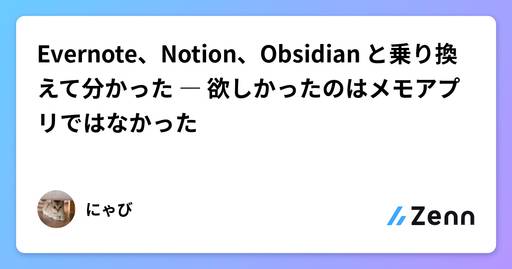 Evernote、Notion、Obsidian と乗り換
えて分かった — 欲しかったのはメモアプ
リではなかった
にゃび
Zenn